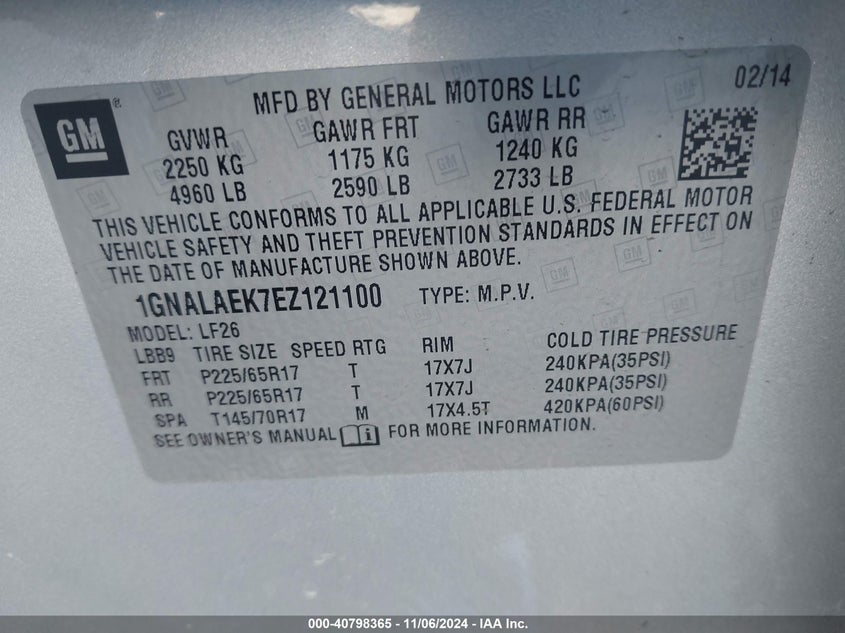 02/14
GM®
MFD BY GENERAL MOTORS LLC
GVWR GAWR FRT GAWR RR
2250 KG 1175 KG 1240 KG
4960 LB 2590 LB 2733 LB
THIS VEHICLE CONFORMS TO ALL APPLICABLE U.S. FEDERAL MOTOR
VEHICLE SAFETY AND THEFT PREVENTION STANDARDS IN EFFECT ON
THE DATE OF MANUFACTURE SHOWN ABOVE.
1GNALAEK7EZ121100 TYPE: M.P.V.
MODEL: LF26
LBB9 TIRE SIZE SPEED RTG RIM COLD TIRE PRESSURE
FRT P225/65R17 T 17X7J 240KPA(35PSI)
RR P225/65R17 T 17X7J 240KPA(35PSI)
SPA T145/70R17 M 17X4.5T 420KPA(60PSI)
SEE OWNER'S MANUAL i FOR MORE INFORMATION.
000-40798365 - 11/06/2024 - IAA Inc.